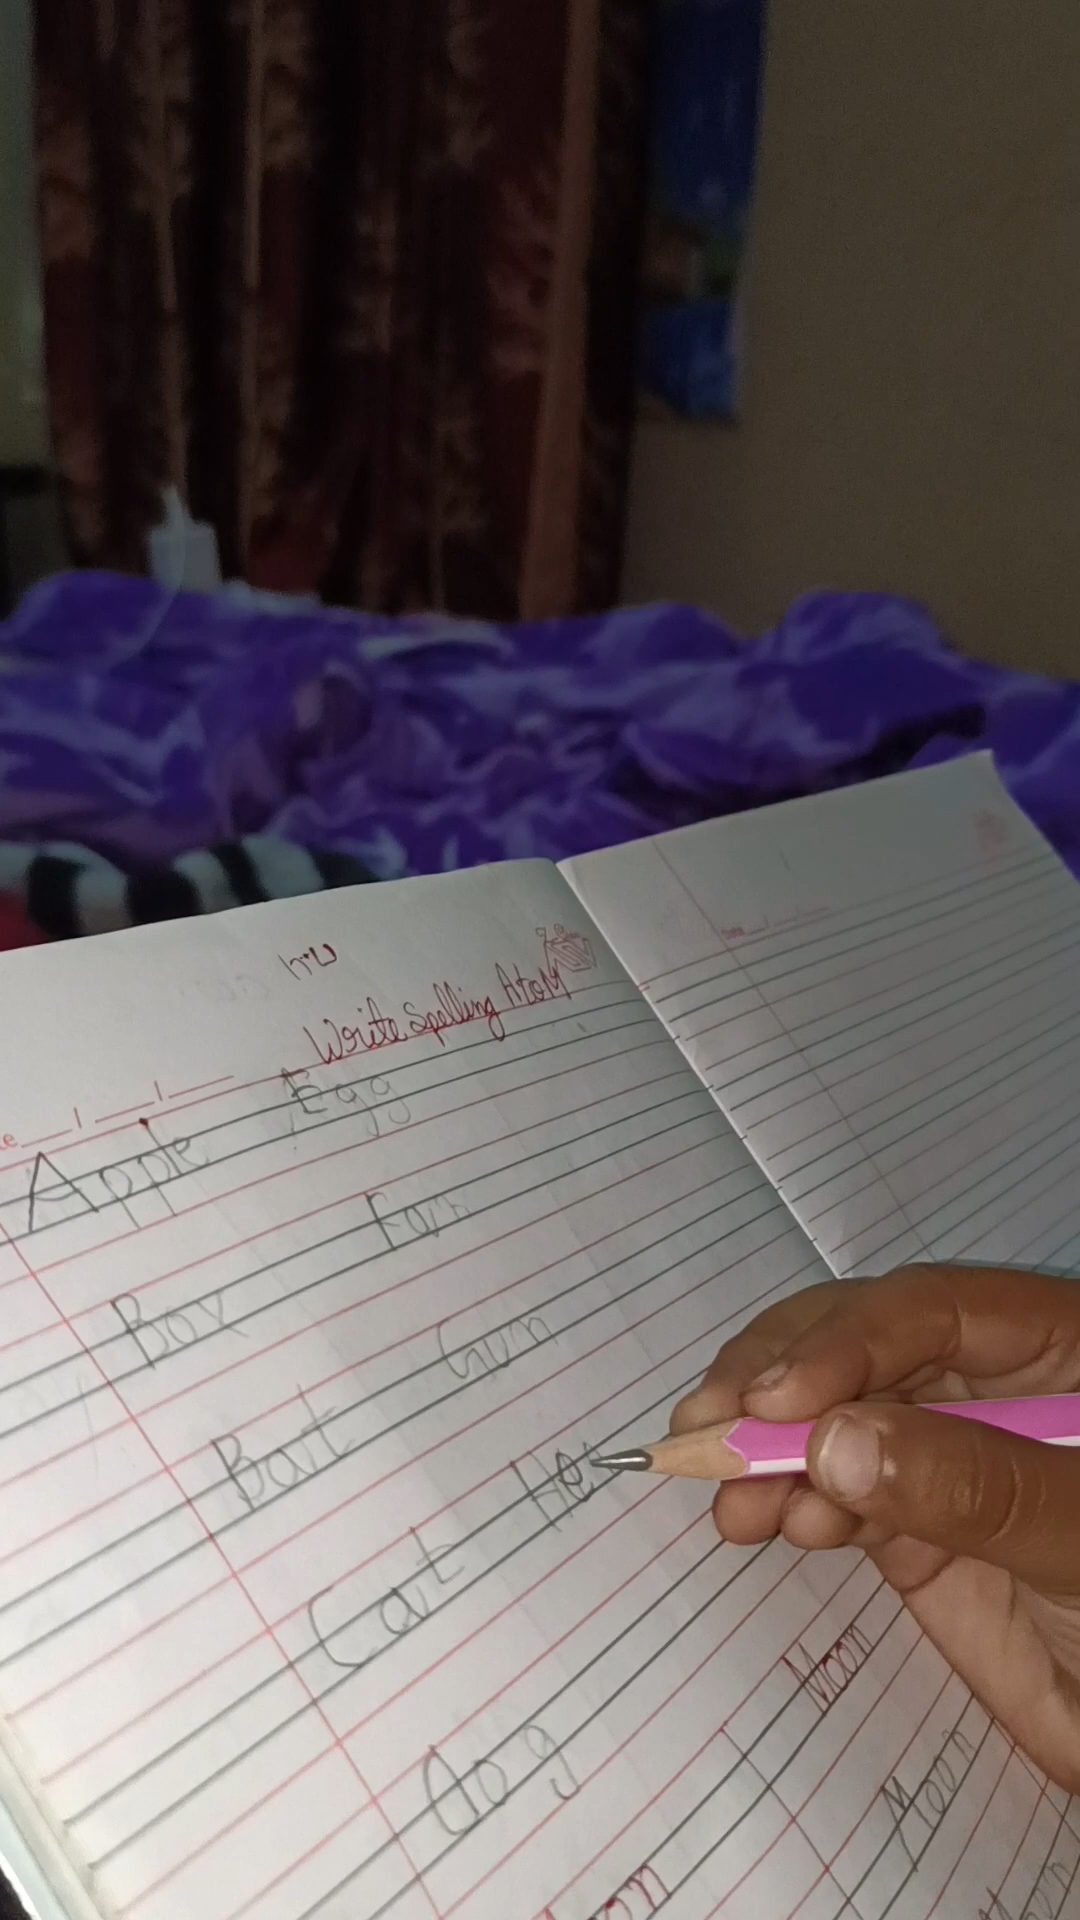 H.W
Write Spelling A to M
Apple Egg
Box Fan
Bat Gun
Cat He
Dog
Moon
Moon